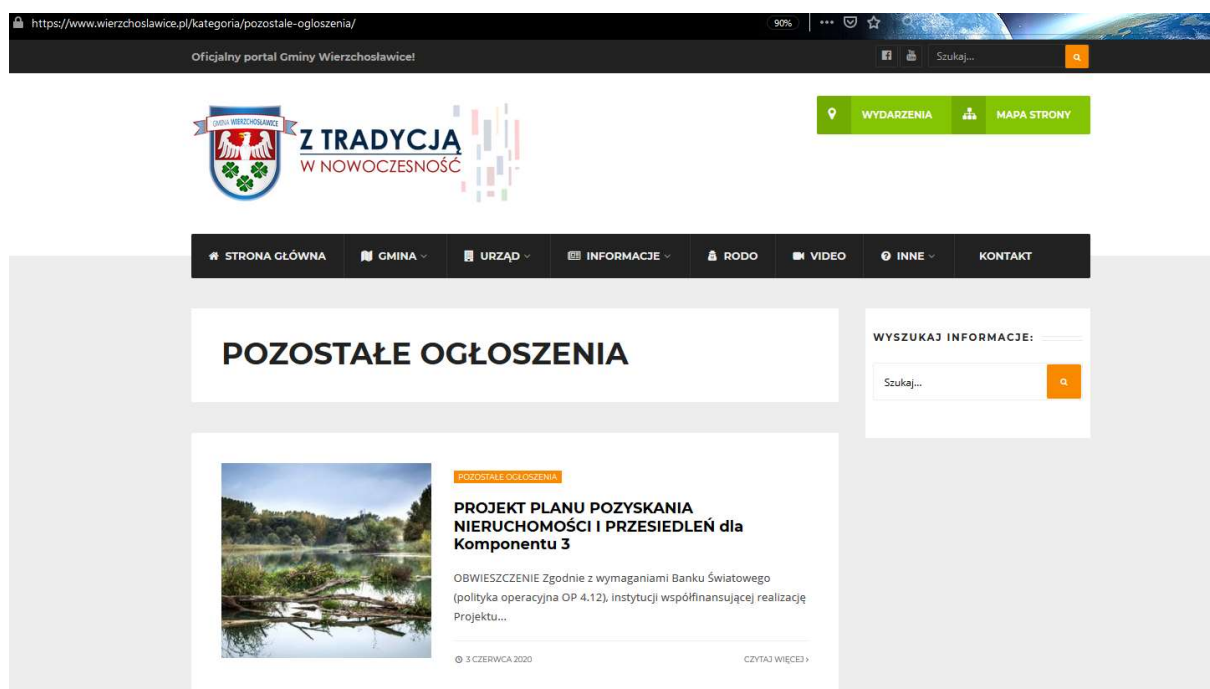 https://www.wierzchoslawice.pl/kategoria/pozostale-ogloszenia/
90%
Oficjalny portal Gminy Wierzchosławice!
Szukaj...
GMINA WIERZCHOSŁAWICE
Z TRADYCJĄ
W NOWOCZESNOŚĆ
WYDARZENIA
MAPA STRONY
STRONA GŁÓWNA GMINA URZĄD INFORMACJE RODO VIDEO INNE KONTAKT
POZOSTAŁE OGŁOSZENIA
WYSZUKAJ INFORMACJE:
Szukaj...
POZOSTAŁE OGŁOSZENIA
PROJEKT PLANU POZYSKANIA
NIERUCHOMOŚCI I PRZESIEDLEŃ dla
Komponentu 3
OBWIESZCZENIE Zgodnie z wymaganiami Banku Światowego
(polityka operacyjna OP 4.12), instytucji współfinansującej realizację
Projektu...
3 CZERWCA 2020
CZYTAJ WIĘCEJ ›